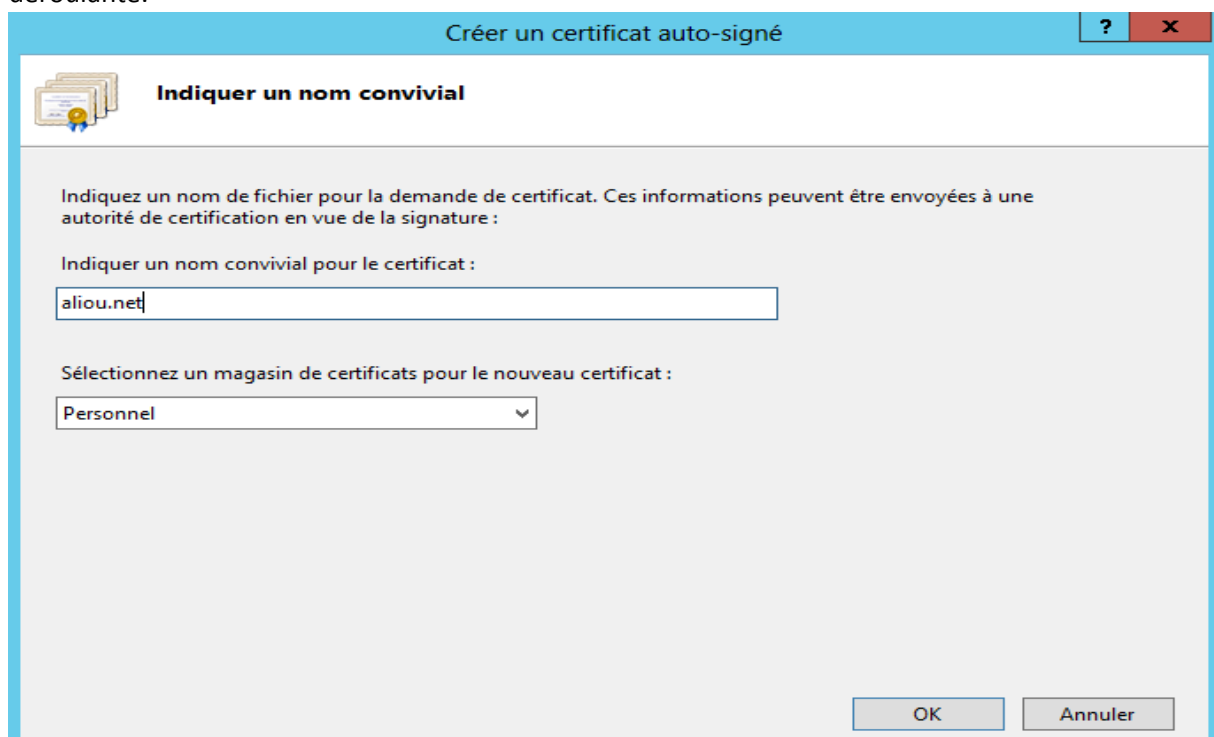 déroulante.
Créer un certificat auto-signé
? x
Indiquer un nom convivial
Indiquez un nom de fichier pour la demande de certificat. Ces informations peuvent être envoyées à une
autorité de certification en vue de la signature :
Indiquer un nom convivial pour le certificat :
aliou.net
Sélectionnez un magasin de certificats pour le nouveau certificat :
Personnel
OK Annuler